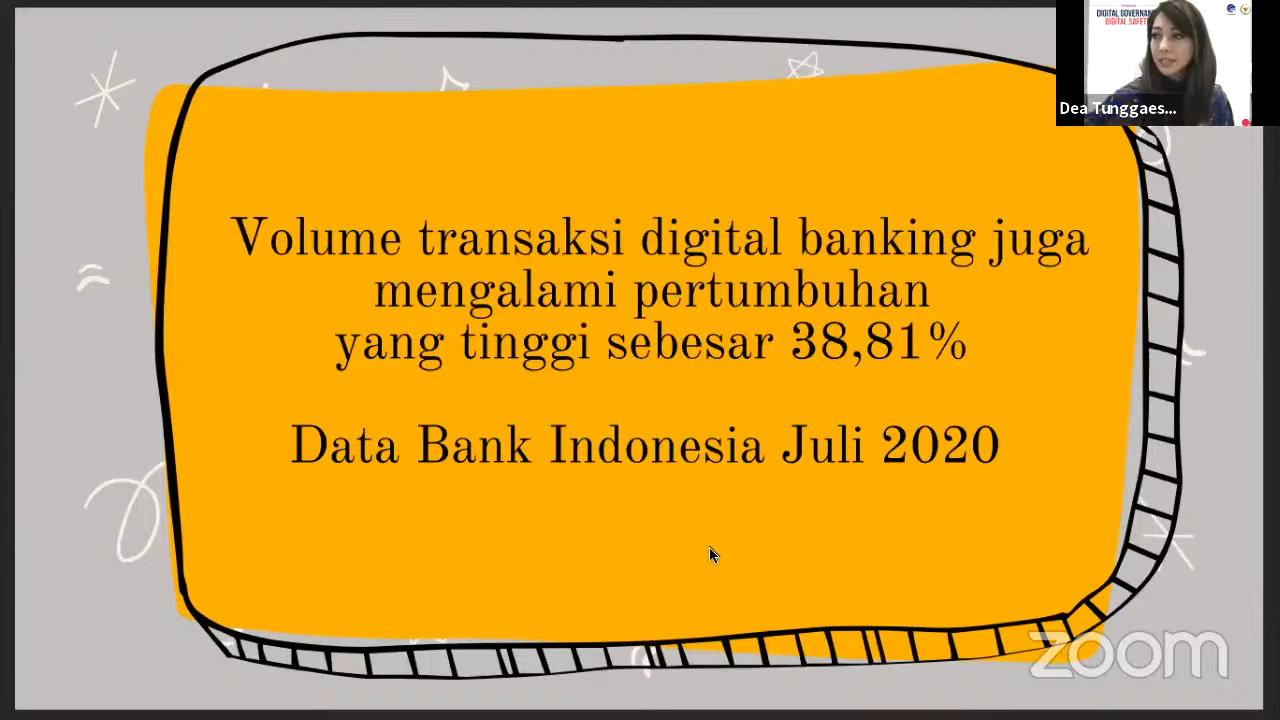 DIGITAL GOVERNAN
DIGITAL SAFET
Dea Tunggaes...
Volume transaksi digital banking juga
mengalami pertumbuhan
yang tinggi sebesar 38,81%
Data Bank Indonesia Juli 2020
zoom